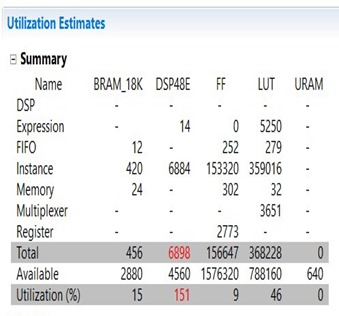 Utilization Estimates
Summary
Name BRAM_18K DSP48E FF LUT URAM
DSP - - - - -
Expression - 14 0 5250 -
FIFO 12 - 252 279 -
Instance 420 6884 153320 359016 -
Memory 24 - 302 32 -
Multiplexer - - - 3651 -
Register - - 2773 - -
Total 456 6898 156647 368228 0
Available 2880 4560 1576320 788160 640
Utilization (%) 15 151 9 46 0